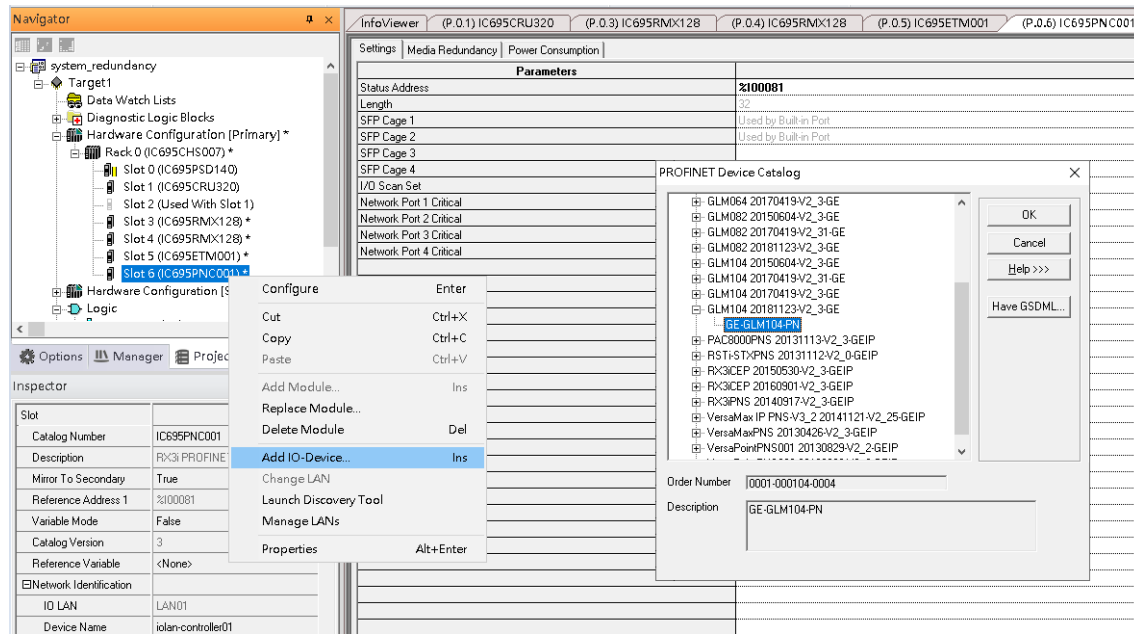 Navigator
InfoViewer
(P.0.1) IC695CRU320
(P.0.3) IC695RMX128
(P.0.4) IC695RMX128
(P.0.5) IC695ETM001
(P.0.6) IC695PNC001
system_redundancy
Target1
Data Watch Lists
Diagnostic Logic Blocks
Hardware Configuration [Primary] *
Rack 0 (IC695CHS007) *
Slot 0 (IC695PSD140)
Slot 1 (IC695CRU320)
Slot 2 (Used With Slot 1)
Slot 3 (IC695RMX128) *
Slot 4 (IC695RMX128) *
Slot 5 (IC695ETM001) *
Slot 6 (IC695PNC001) *
Hardware Configuration [S
Logic
Options
Manager
Projec
Inspector
Slot
Catalog Number IC695PNC001
Description RX3i PROFINE
Mirror To Secondary True
Reference Address 1 %I00081
Variable Mode False
Catalog Version 3
Reference Variable <None>
Network Identification
IO LAN LAN01
Device Name iolan-controller01
Configure Enter
Cut Ctrl+X
Copy Ctrl+C
Paste Ctrl+V
Add Module... Ins
Replace Module...
Delete Module Del
Add IO-Device... Ins
Change LAN
Launch Discovery Tool
Manage LANs
Properties Alt+Enter
Settings Media Redundancy Power Consumption
Parameters
Status Address %I00081
Length 32
SFP Cage 1 Used by Built-in Port
SFP Cage 2 Used by Built-in Port
SFP Cage 3
SFP Cage 4
I/O Scan Set
Network Port 1 Critical
Network Port 2 Critical
Network Port 3 Critical
Network Port 4 Critical
PROFINET Device Catalog
GLM064 20170419-V2_3-GE
GLM082 20150604-V2_3-GE
GLM082 20170419-V2_31-GE
GLM082 20181123-V2_3-GE
GLM104 20150604-V2_3-GE
GLM104 20170419-V2_31-GE
GLM104 20170419-V2_3-GE
GLM104 20181123-V2_3-GE
GE-GLM104-PN
PAC8000PNS 20131113-V2_3-GEIP
RSTi-STXPNS 20131112-V2_0-GEIP
RX3iCEP 20150530-V2_3-GEIP
RX3iCEP 20160901-V2_3-GEIP
RX3iPNS 20140917-V2_3-GEIP
VersaMax IP PNS-V3_2 20141121-V2_25-GEIP
VersaMaxPNS 20130426-V2_3-GEIP
VersaPointPNS001 20130829-V2_2-GEIP
OK
Cancel
Help >>>
Have GSDML...
Order Number 0001-000104-0004
Description GE-GLM104-PN